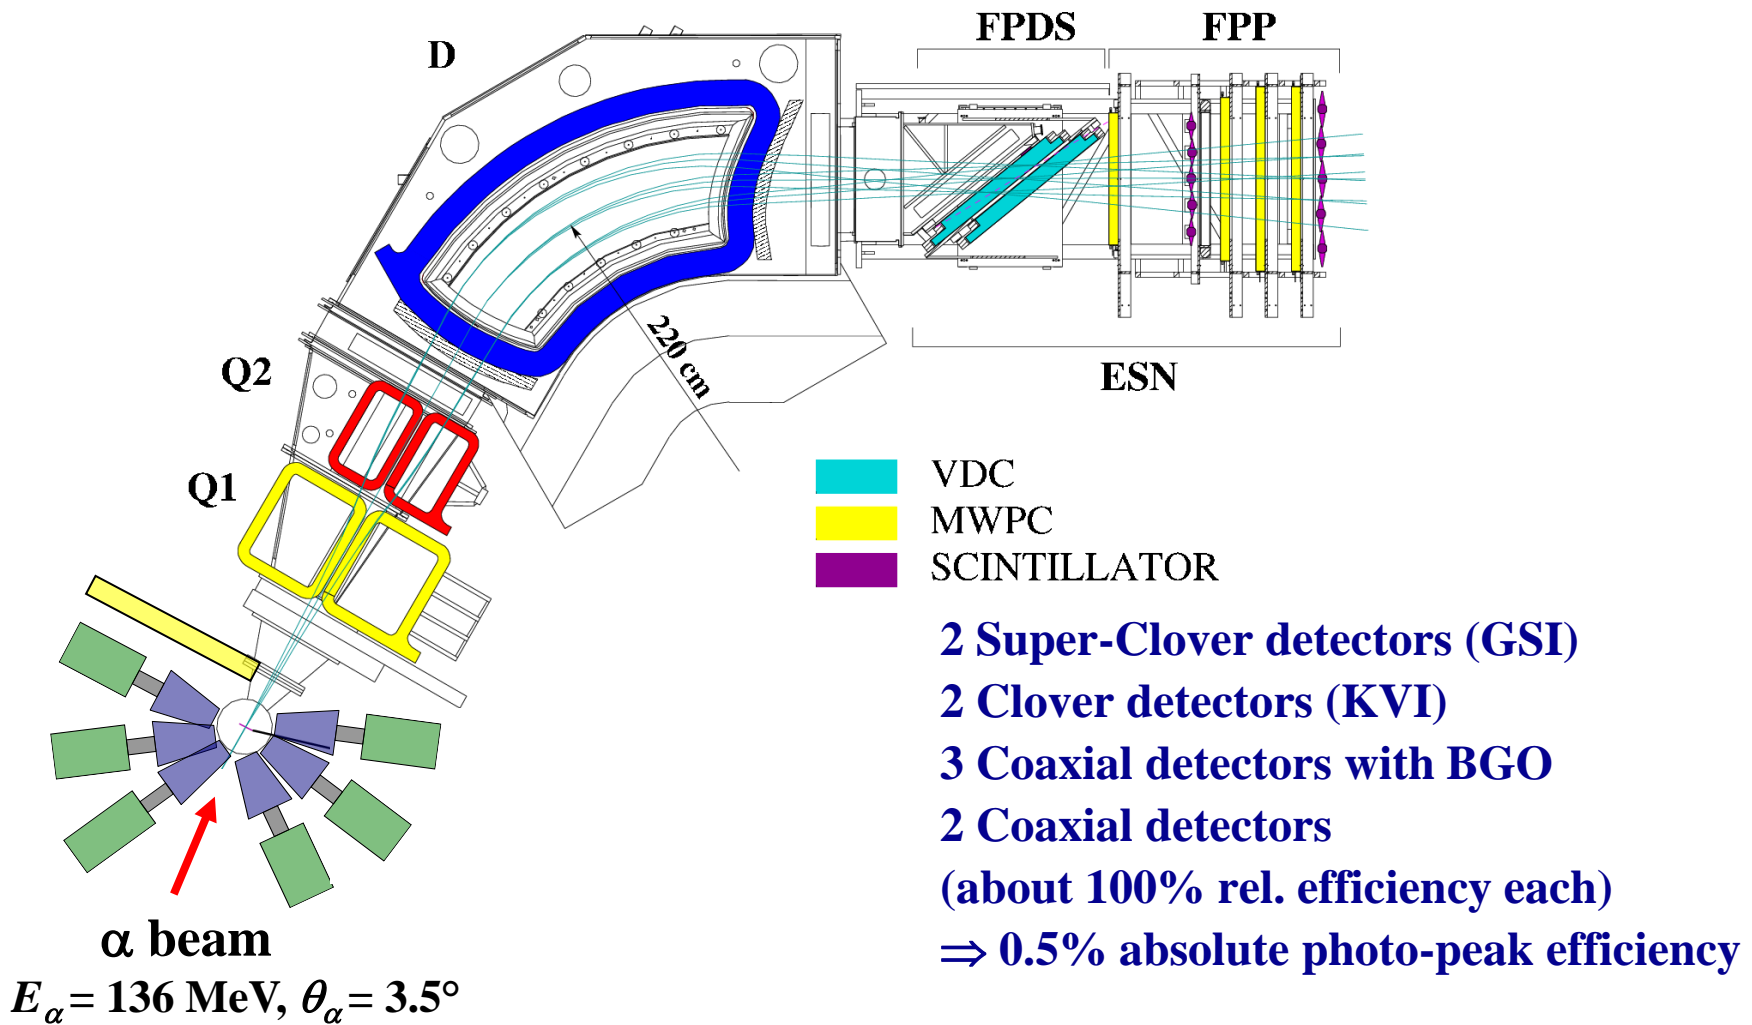 FPDS
FPP
D
220 cm
Q2
ESN
Q1
VDC
MWPC
SCINTILLATOR
2 Super-Clover detectors (GSI)
2 Clover detectors (KVI)
3 Coaxial detectors with BGO
2 Coaxial detectors
(about 100% rel. efficiency each)
⇒ 0.5% absolute photo-peak efficiency
α beam
Eα = 136 MeV, θα = 3.5°